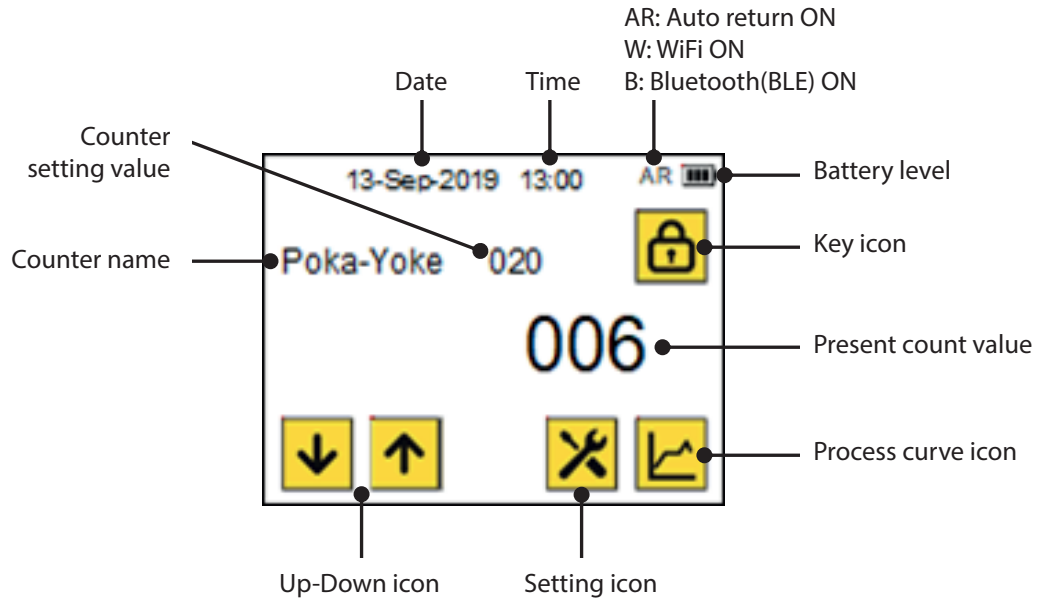 AR: Auto return ON
W: WiFi ON
B: Bluetooth(BLE) ON
Date
Time
Counter
setting value
13-Sep-2019 13:00 AR
Battery level
Key icon
Counter name
Poka-Yoke 020
006
Present count value
Process curve icon
Up-Down icon
Setting icon